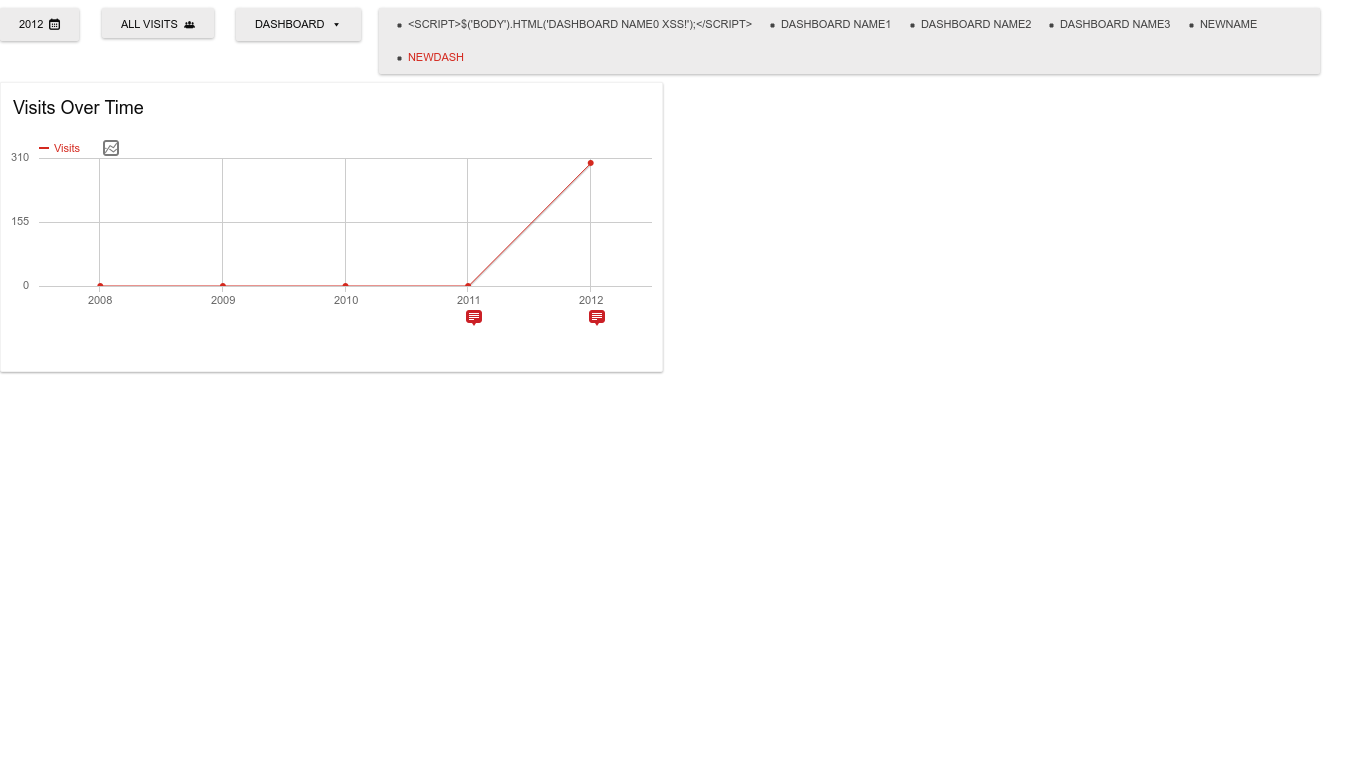 2012 ALL VISITS DASHBOARD <SCRIPT>$('BODY').HTML('DASHBOARD NAME0 XSS!');</SCRIPT> DASHBOARD NAME1 DASHBOARD NAME2 DASHBOARD NAME3 NEWNAME
NEWDASH
Visits Over Time
Visits
310
155
0
2008 2009 2010 2011 2012